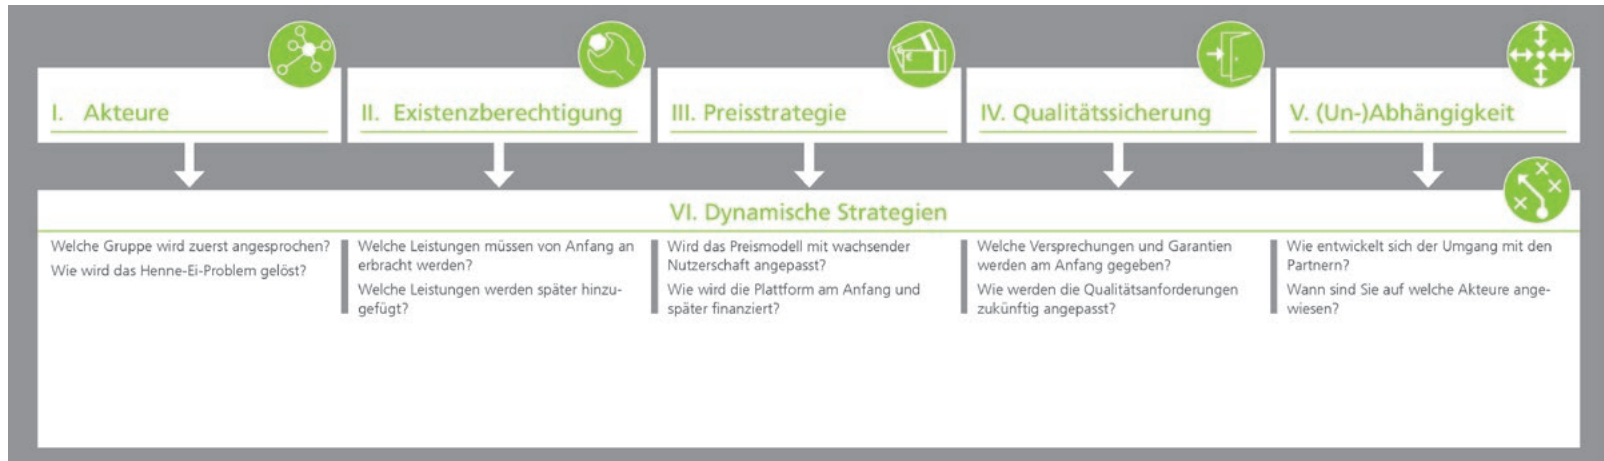 I. Akteure
II. Existenzberechtigung
III. Preisstrategie
IV. Qualitätssicherung
V. (Un-)Abhängigkeit
VI. Dynamische Strategien
Welche Gruppe wird zuerst angesprochen?
Wie wird das Henne-Ei-Problem gelöst?
Welche Leistungen müssen von Anfang an
erbracht werden?
Welche Leistungen werden später hinzu-
gefügt?
Wird das Preismodell mit wachsender
Nutzerschaft angepasst?
Wie wird die Plattform am Anfang und
später finanziert?
Welche Versprechungen und Garantien
werden am Anfang gegeben?
Wie werden die Qualitätsanforderungen
zukünftig angepasst?
Wie entwickelt sich der Umgang mit den
Partnern?
Wann sind Sie auf welche Akteure ange-
wiesen?